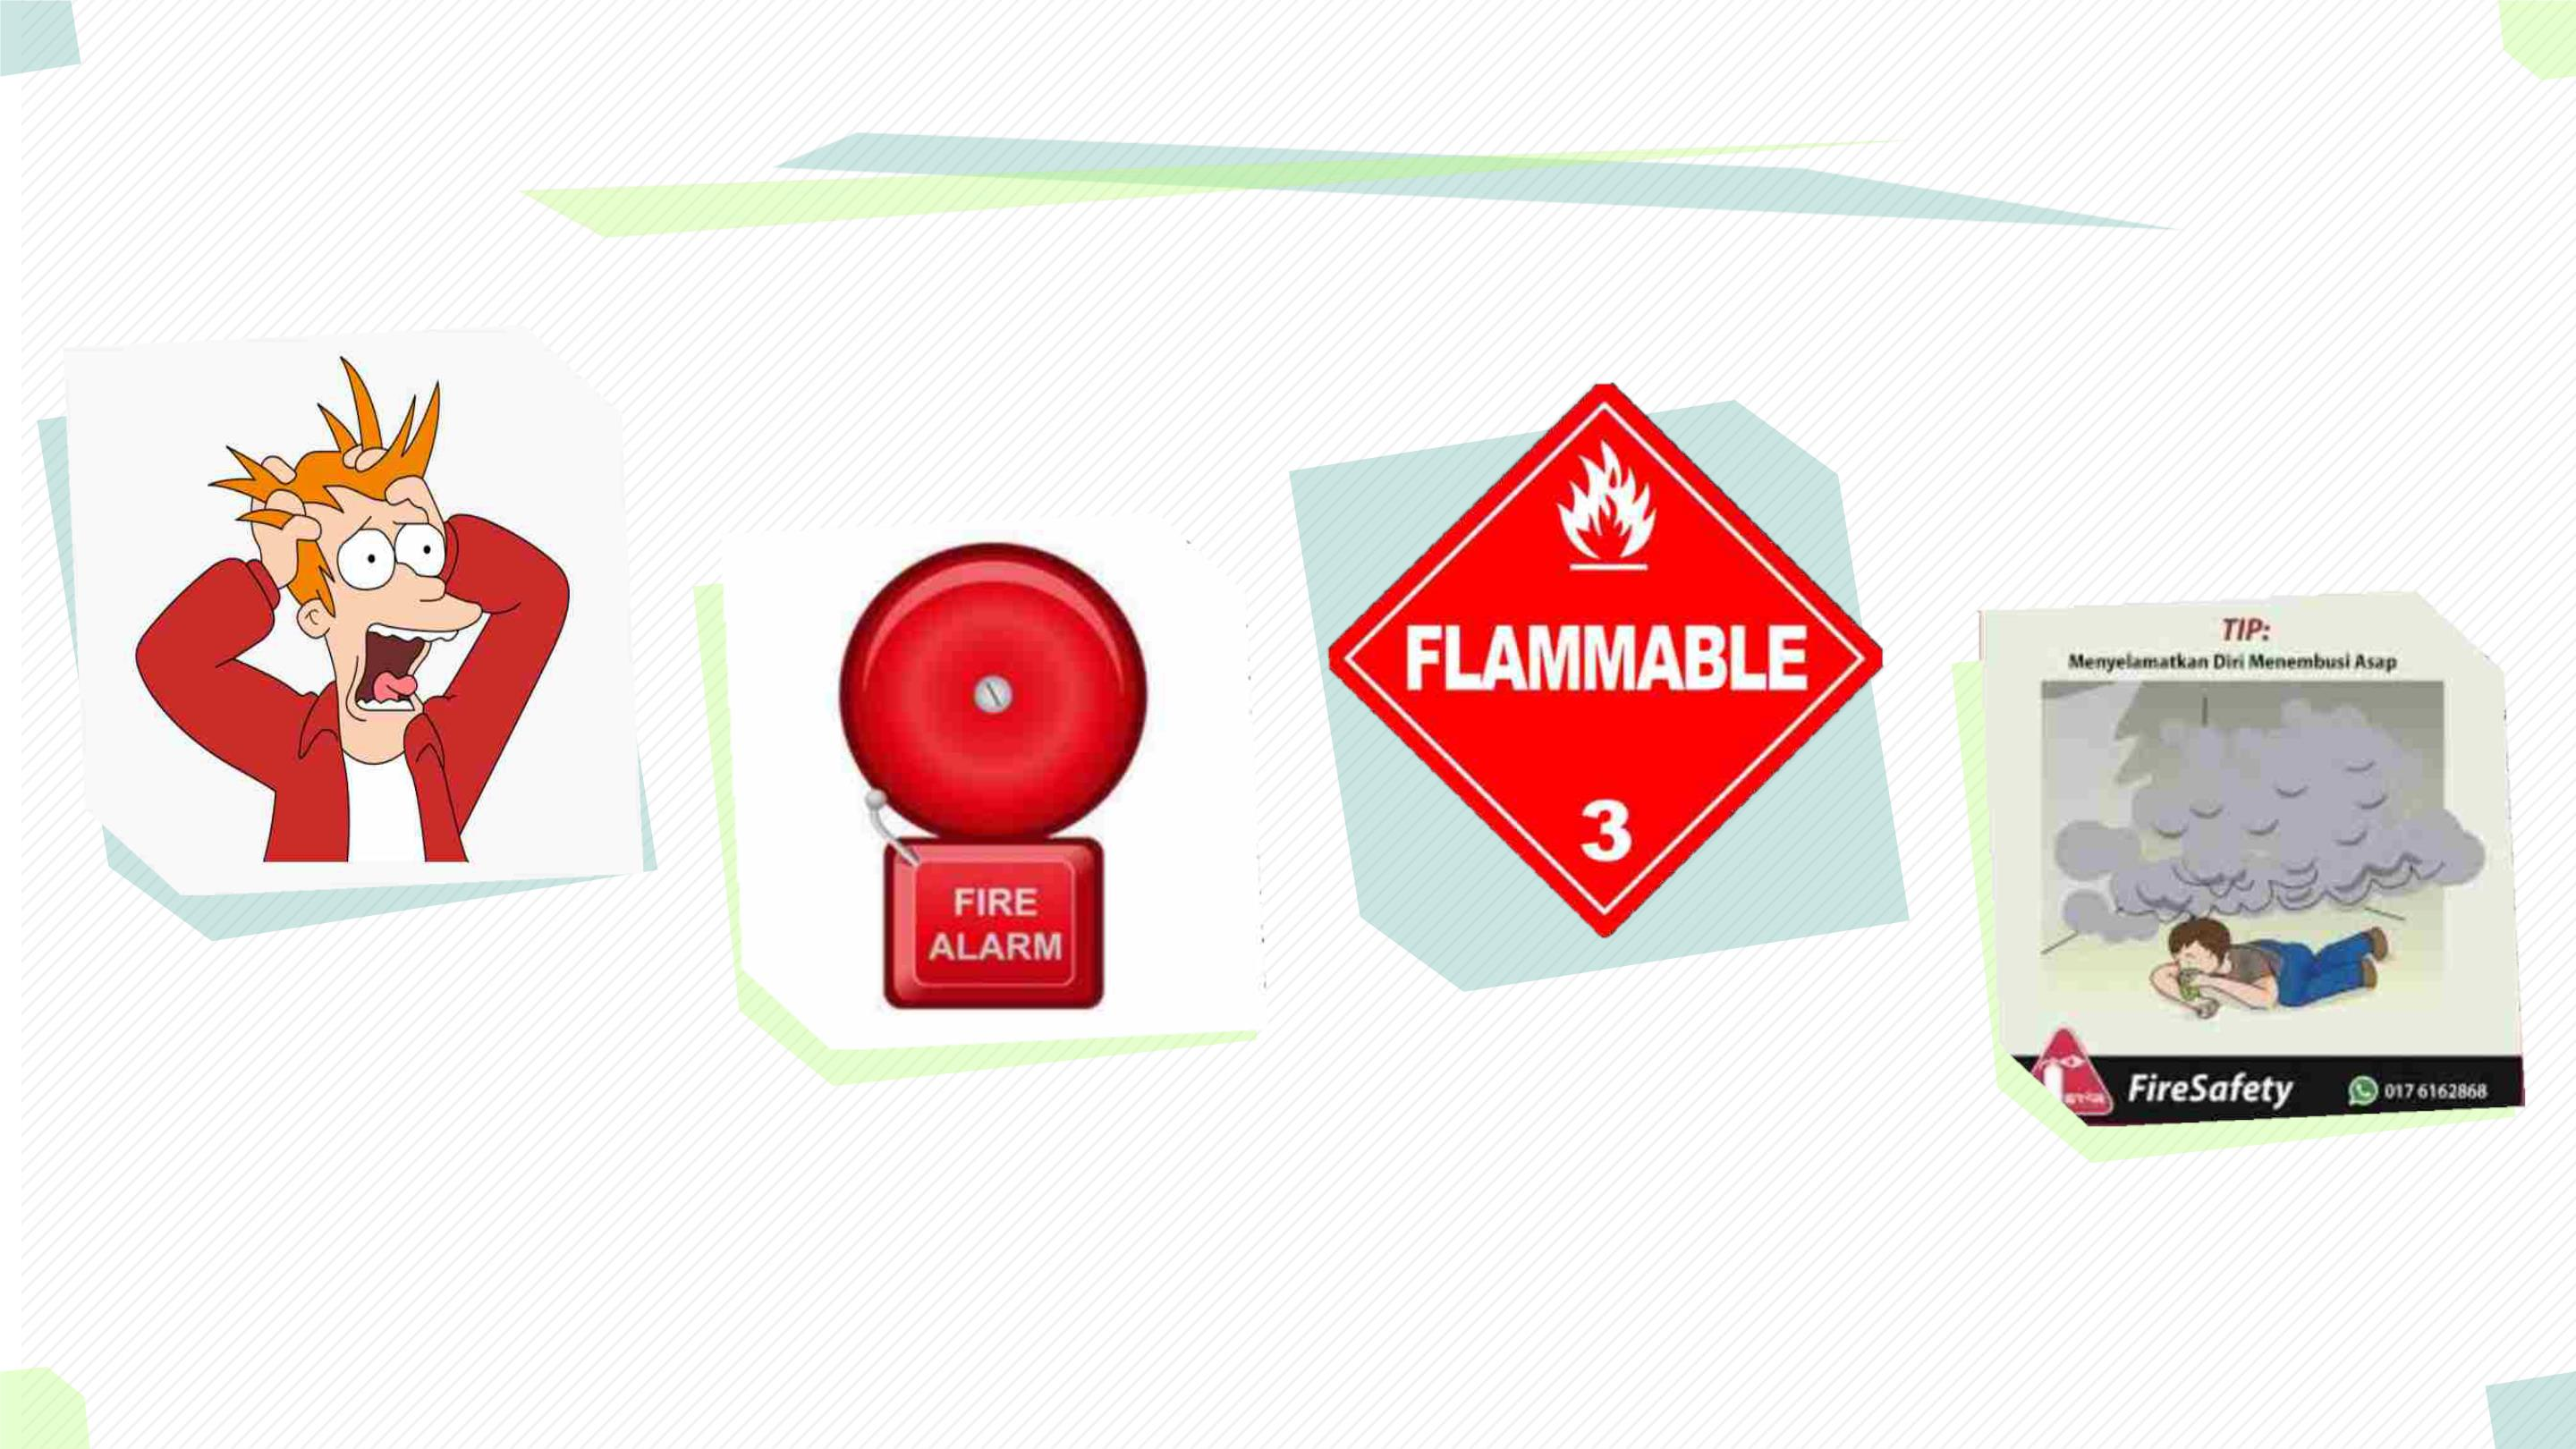 FIRE
ALARM
FLAMMABLE
3
TIP:
Menyelamatkan Diri Menembusi Asap
FireSafety
017 6162868